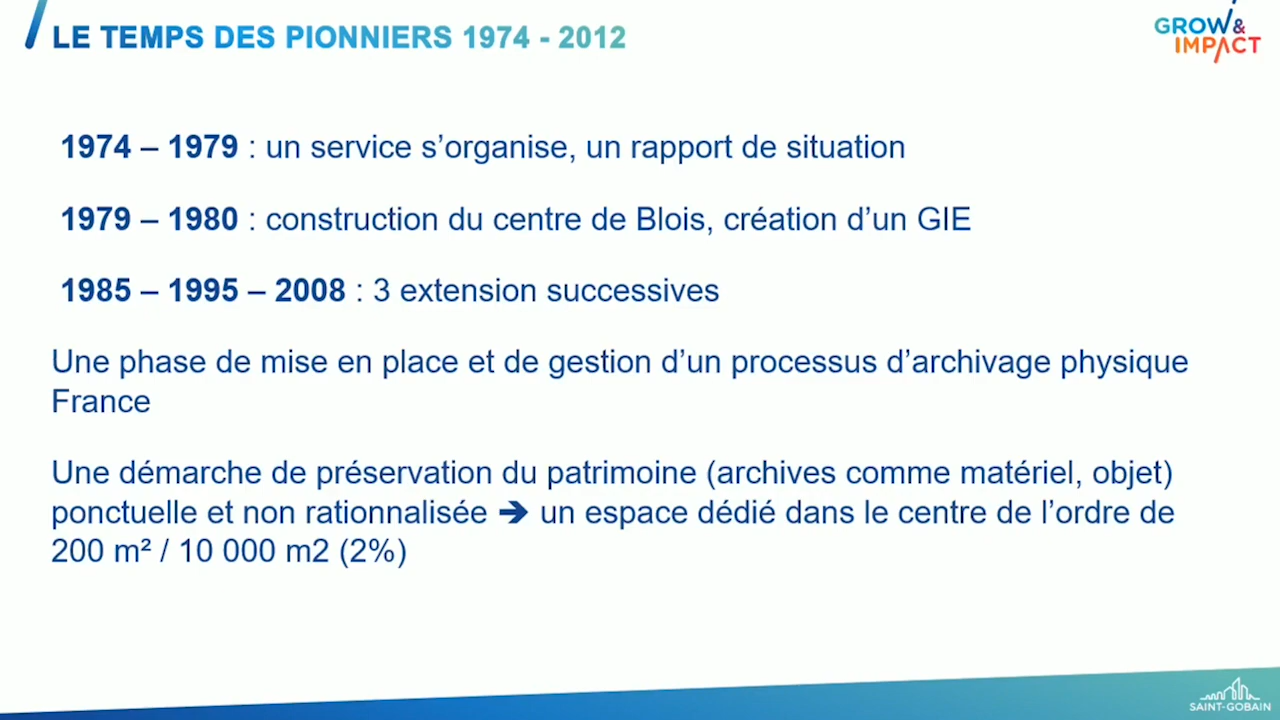 LE TEMPS DES PIONNIERS 1974 - 2012
GROW&
IMPACT
1974 – 1979 : un service s’organise, un rapport de situation
1979 – 1980 : construction du centre de Blois, création d’un GIE
1985 – 1995 – 2008 : 3 extension successives
Une phase de mise en place et de gestion d’un processus d’archivage physique
France
Une démarche de préservation du patrimoine (archives comme matériel, objet)
ponctuelle et non rationnalisée ➔ un espace dédié dans le centre de l’ordre de
200 m² / 10 000 m2 (2%)
SAINT-GOBAIN